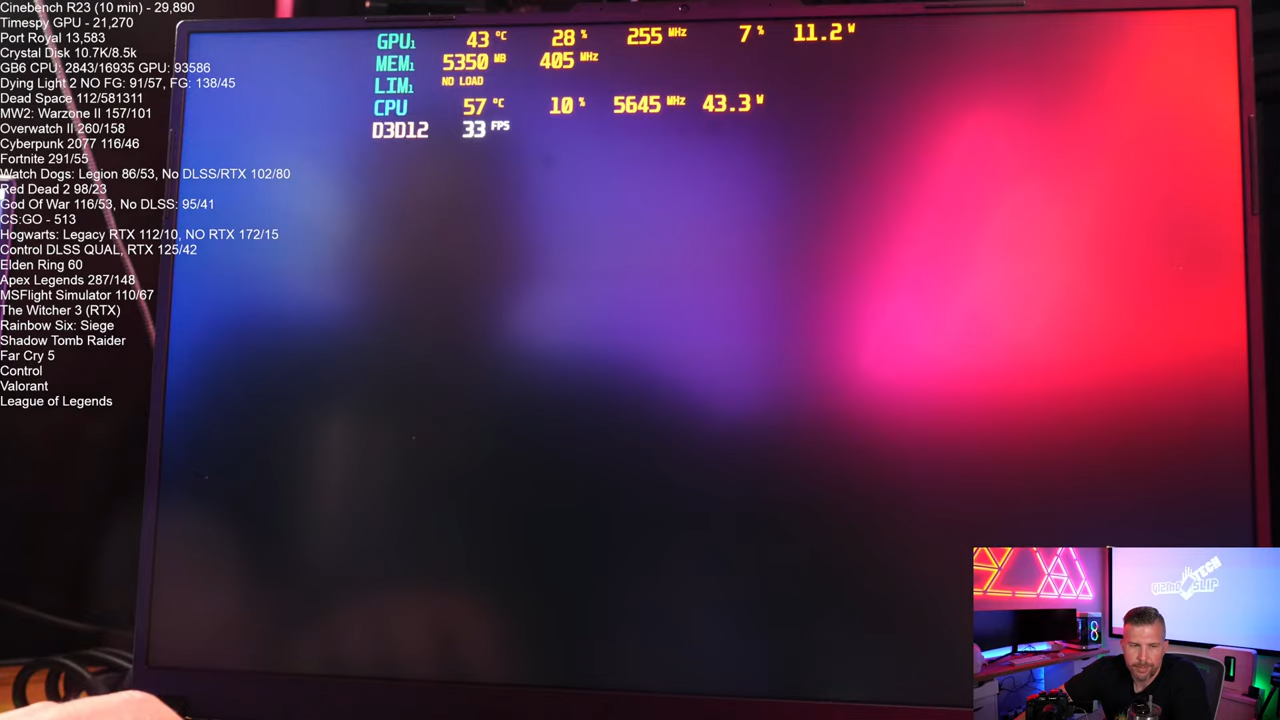 Cinebench R23 (10 min) - 29,890
Timespy GPU - 21,270
Port Royal 13,583
Crystal Disk 10.7K/8.5k
GB6 CPU: 2843/16935 GPU: 93586
Dying Light 2 NO FG: 91/57, FG: 138/45
Dead Space 112/581311
MW2: Warzone II 157/101
Overwatch II 260/158
Cyberpunk 2077 116/46
Fortnite 291/55
Watch Dogs: Legion 86/53, No DLSS/RTX 102/80
Red Dead 2 98/23
God Of War 116/53, No DLSS: 95/41
CS:GO - 513
Hogwarts: Legacy RTX 112/10, NO RTX 172/15
Control DLSS QUAL, RTX 125/42
Elden Ring 60
Apex Legends 287/148
MSFlight Simulator 110/67
The Witcher 3 (RTX)
Rainbow Six: Siege
Shadow Tomb Raider
Far Cry 5
Control
Valorant
League of Legends
GPU1 43 °C 28 % 255 MHz 7 % 11.2 W
MEM1 5350 MB 405 MHz
LIM1 NO LOAD
CPU 57 °C 10 % 5645 MHz 43.3 W
D3D12 33 FPS
GizmO SLIP TECH